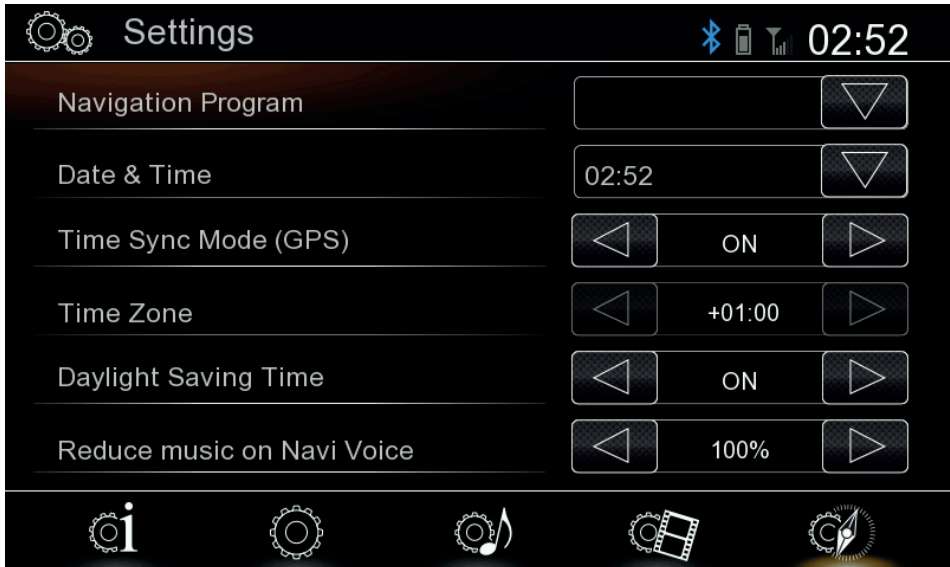 Settings 02:52
Navigation Program
Date & Time 02:52
Time Sync Mode (GPS) ON
Time Zone +01:00
Daylight Saving Time ON
Reduce music on Navi Voice 100%
i